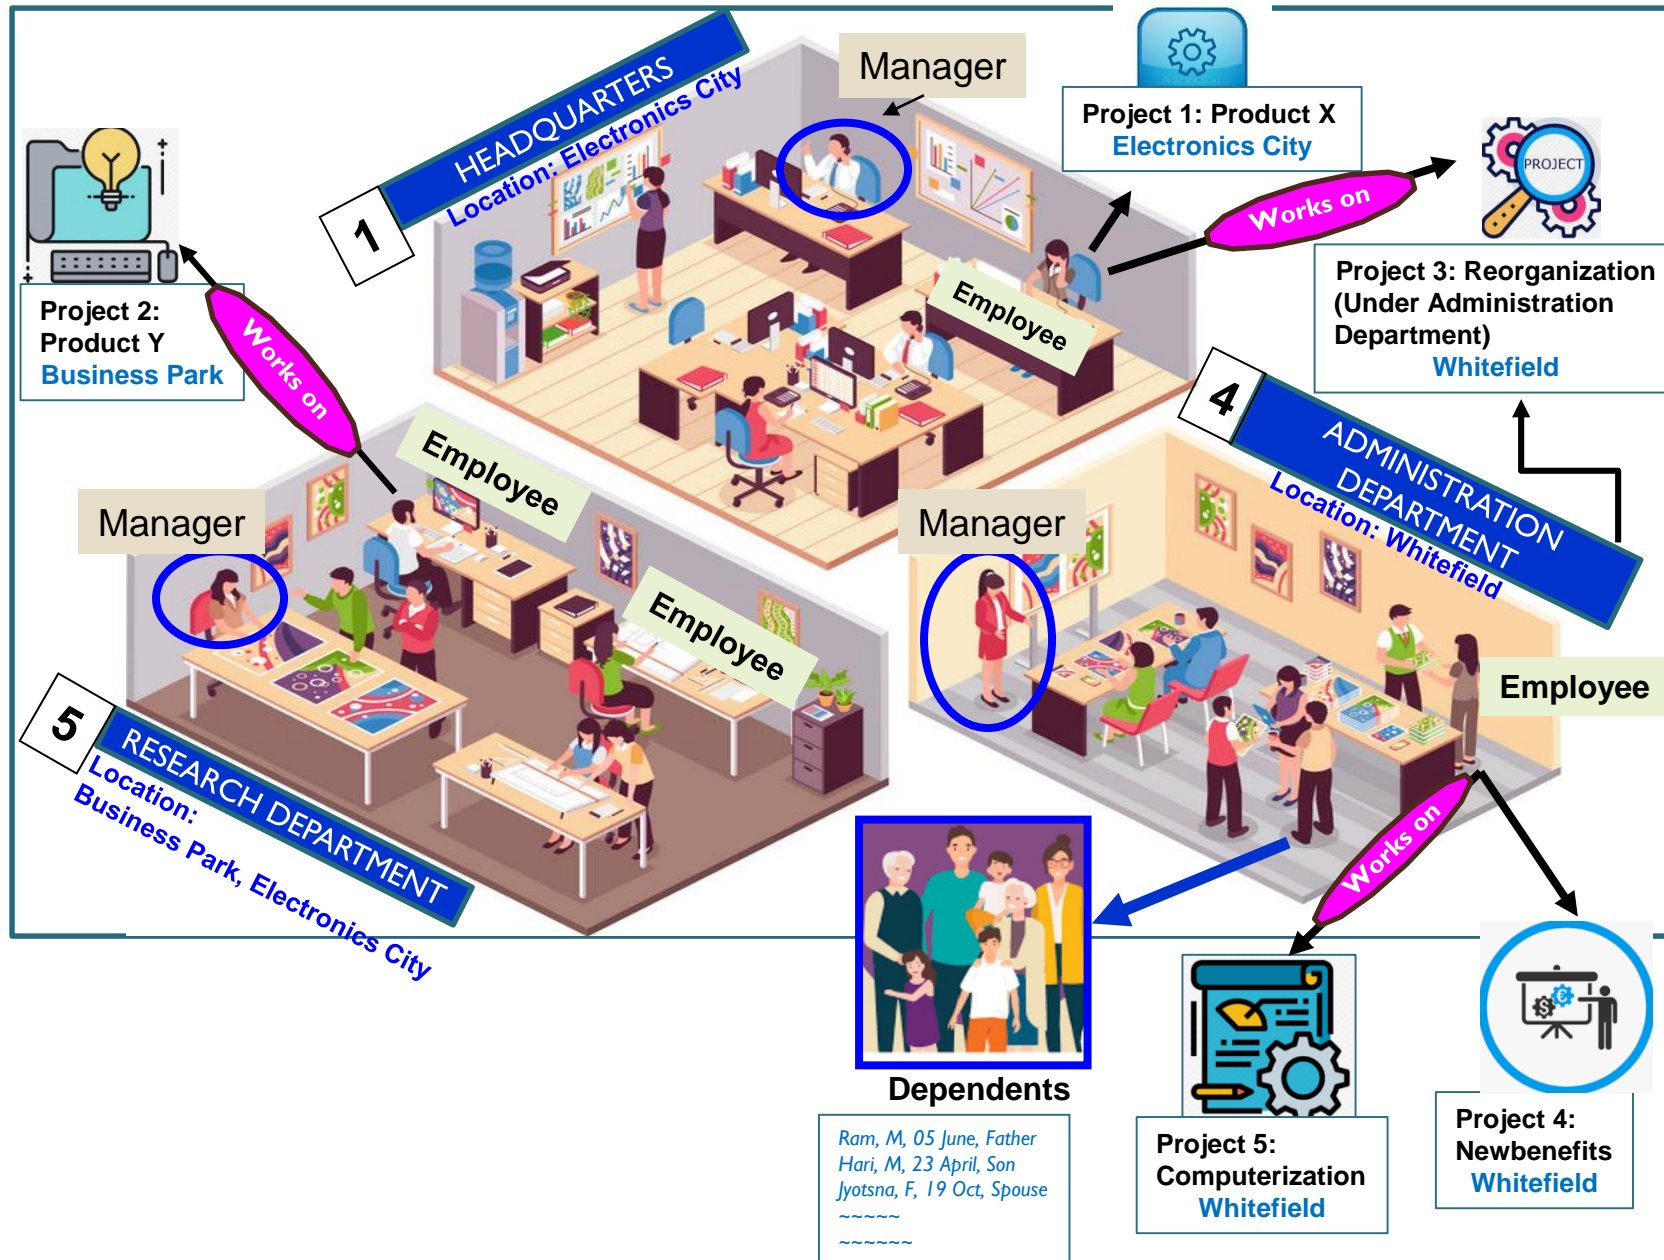 Manager
HEADQUARTERS
Location: Electronics City
1
Project 1: Product X
Electronics City
PROJECT
Works on
Project 3: Reorganization
(Under Administration
Department)
Whitefield
Project 2:
Product Y
Business Park
Works on
Employee
4
ADMINISTRATION
DEPARTMENT
Location: Whitefield
Employee
Manager
Manager
Employee
Employee
5
RESEARCH DEPARTMENT
Location:
Business Park, Electronics City
Works on
Dependents
Ram, M, 05 June, Father
Hari, M, 23 April, Son
Jyotsna, F, 19 Oct, Spouse
~~~~~
~~~~~~
Project 5:
Computerization
Whitefield
Project 4:
Newbenefits
Whitefield